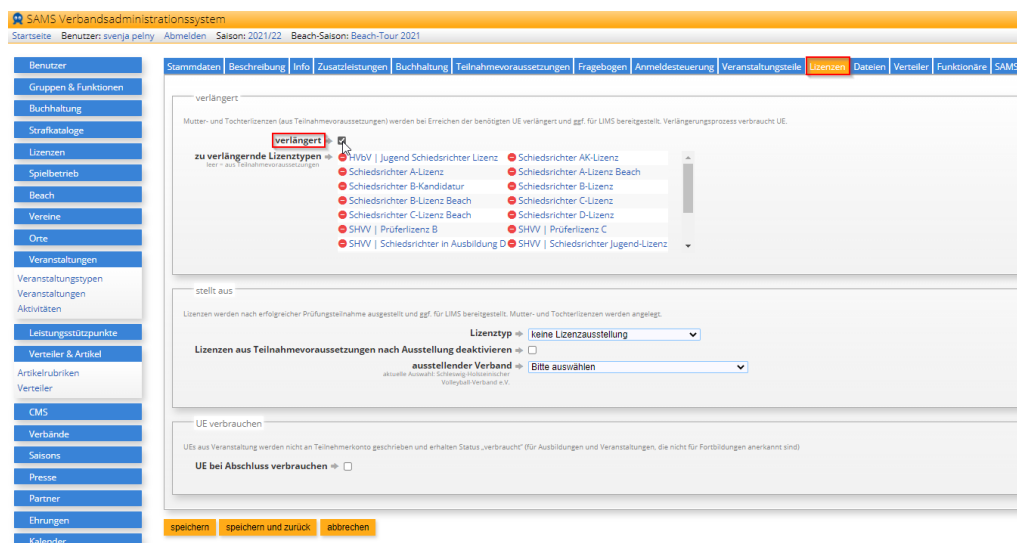 SAMS Verbandsadministrationssystem
Startseite Benutzer: svenja pelny Abmelden Saison: 2021/22 Beach-Saison: Beach-Tour 2021
Benutzer
Gruppen & Funktionen
Buchhaltung
Strafkataloge
Lizenzen
Spielbetrieb
Beach
Vereine
Orte
Veranstaltungen
Veranstaltungstypen
Veranstaltungen
Aktivitäten
Leistungsstützpunkte
Verteiler & Artikel
Artikelrubriken
Verteiler
CMS
Verbände
Saisons
Presse
Partner
Ehrungen
Kalender
Stammdaten Beschreibung Info Zusatzleistungen Buchhaltung Teilnahmevoraussetzungen Fragebogen Anmeldesteuerung Veranstaltungsteile Lizenzen Dateien Verteiler Funktionäre SAMS
verlängert
Mutter- und Tochterlizenzen (aus Teilnahmevoraussetzungen) werden bei Erreichen der benötigten UE verlängert und ggf. für LIMS bereitgestellt. Verlängerungsprozess verbraucht UE.
verlängert
zu verlängernde Lizenztypen
leer = aus Teilnahmevoraussetzungen
HVbV | Jugend Schiedsrichter Lizenz Schiedsrichter AK-Lizenz
Schiedsrichter A-Lizenz Schiedsrichter A-Lizenz Beach
Schiedsrichter B-Kandidatur Schiedsrichter B-Lizenz
Schiedsrichter B-Lizenz Beach Schiedsrichter C-Lizenz
Schiedsrichter C-Lizenz Beach Schiedsrichter D-Lizenz
SHVV | Prüferlizenz B SHVV | Prüferlizenz C
SHVV | Schiedsrichter in Ausbildung D SHVV | Schiedsrichter Jugend-Lizenz
stellt aus
Lizenzen werden nach erfolgreicher Prüfungsteilnahme ausgestellt und ggf. für LIMS bereitgestellt. Mutter- und Tochterlizenzen werden angelegt.
Lizenztyp keine Lizenzausstellung
Lizenzen aus Teilnahmevoraussetzungen nach Ausstellung deaktivieren
ausstellender Verband Bitte auswählen
aktuelle Auswahl: Schleswig-Holsteinischer
Volleyball-Verband e.V.
UE verbrauchen
UEs aus Veranstaltung werden nicht an Teilnehmerkonto geschrieben und erhalten Status „verbraucht“ (für Ausbildungen und Veranstaltungen, die nicht für Fortbildungen anerkannt sind)
UE bei Abschluss verbrauchen
speichern speichern und zurück abbrechen